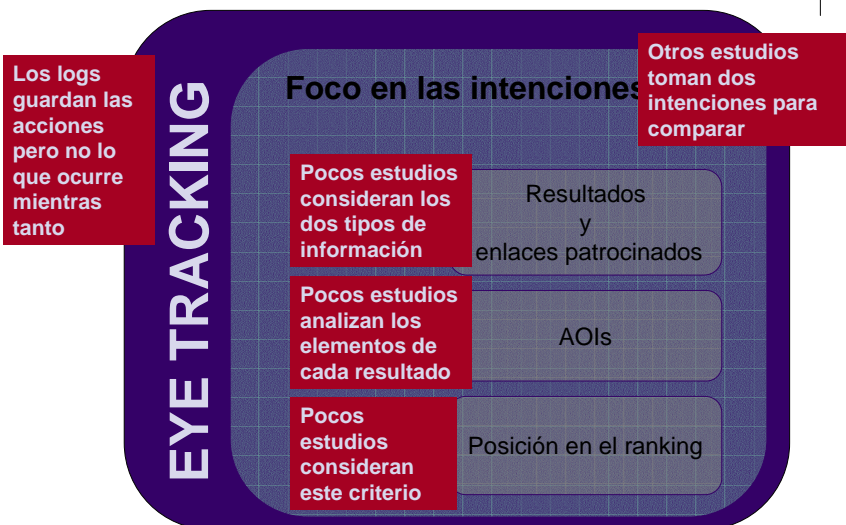 Los logs
guardan las
acciones
pero no lo
que ocurre
mientras
tanto
EYE TRACKING
Foco en las intenciones
Otros estudios
toman dos
intenciones para
comparar
Pocos estudios
consideran los
dos tipos de
información
Resultados
y
enlaces patrocinados
Pocos estudios
analizan los
elementos de
cada resultado
AOIs
Pocos
estudios
consideran
este criterio
Posición en el ranking